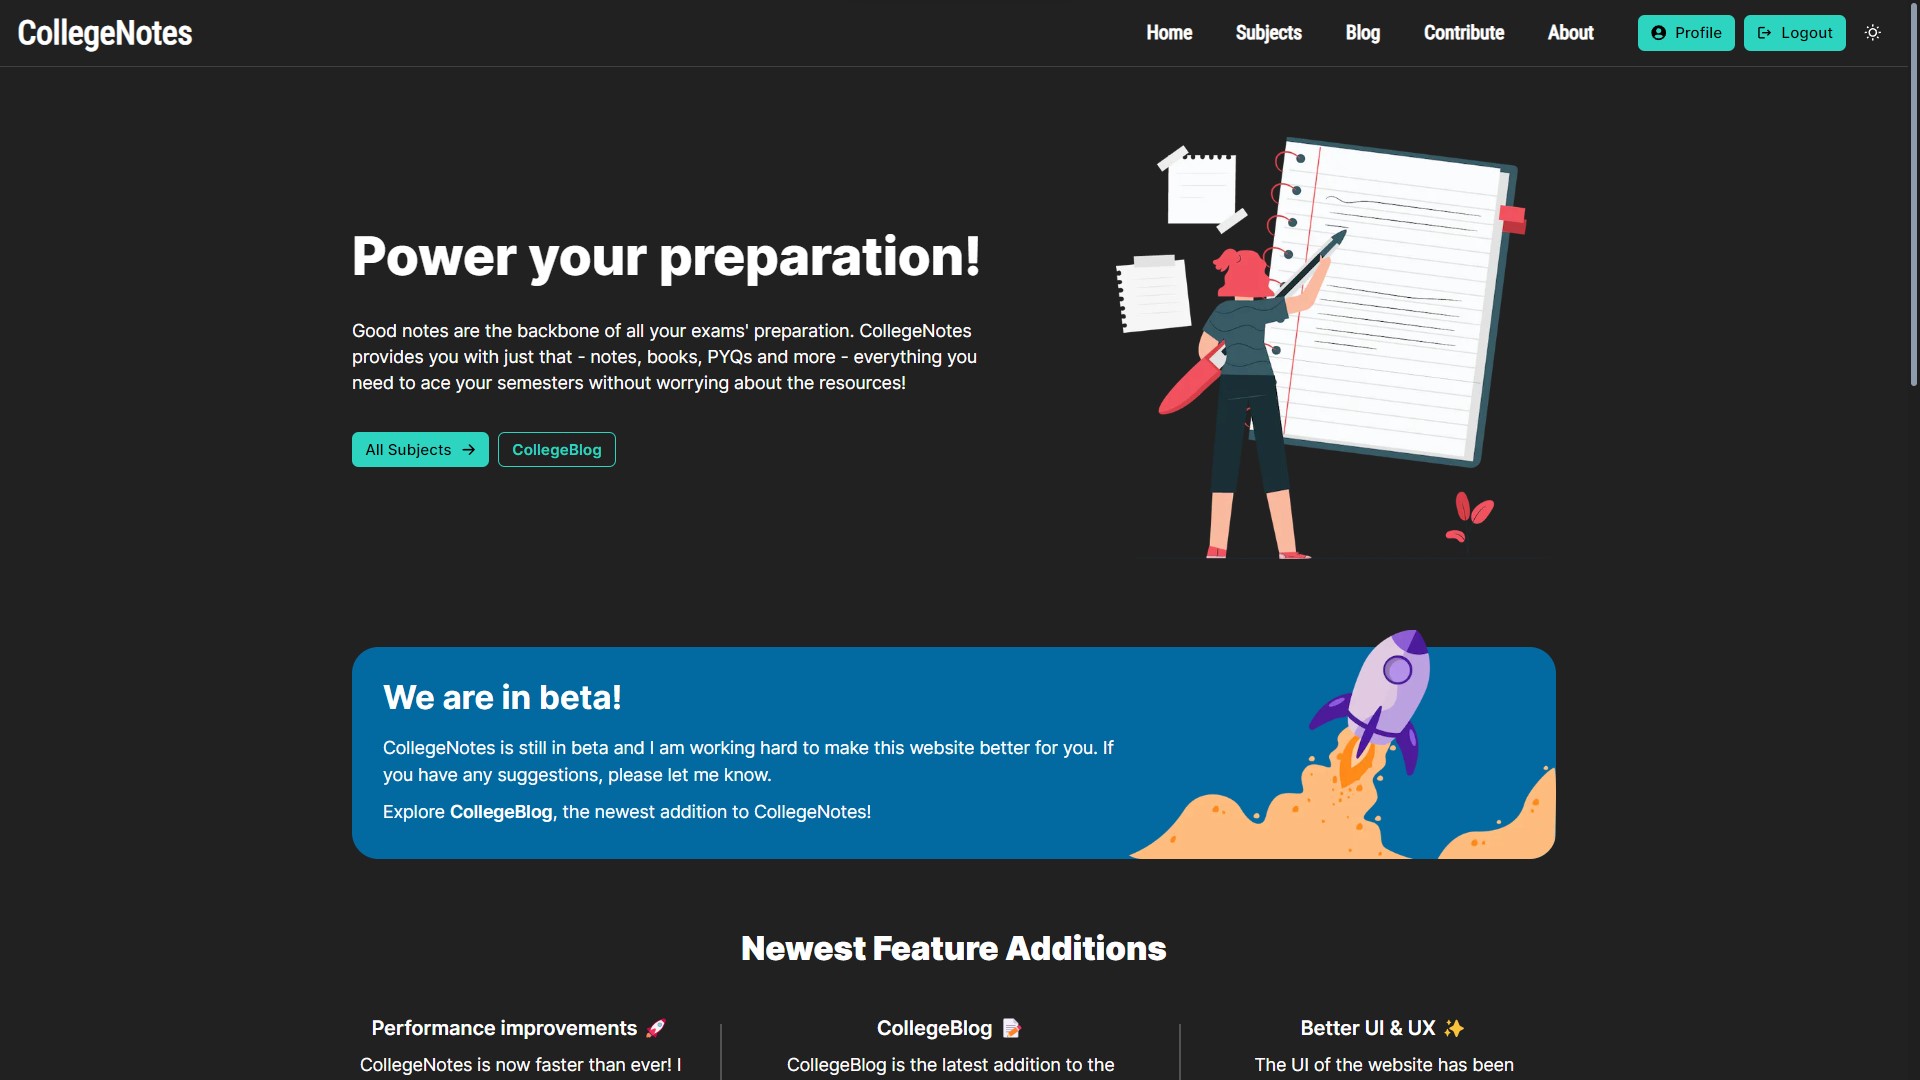 CollegeNotes
Home Subjects Blog Contribute About Profile Logout
Power your preparation!
Good notes are the backbone of all your exams' preparation. CollegeNotes
provides you with just that - notes, books, PYQs and more - everything you
need to ace your semesters without worrying about the resources!
All Subjects → CollegeBlog
We are in beta!
CollegeNotes is still in beta and I am working hard to make this website better for you. If
you have any suggestions, please let me know.
Explore CollegeBlog, the newest addition to CollegeNotes!
Newest Feature Additions
Performance improvements 🚀
CollegeNotes is now faster than ever! I
CollegeBlog 📝
CollegeBlog is the latest addition to the
Better UI & UX ✨
The UI of the website has been